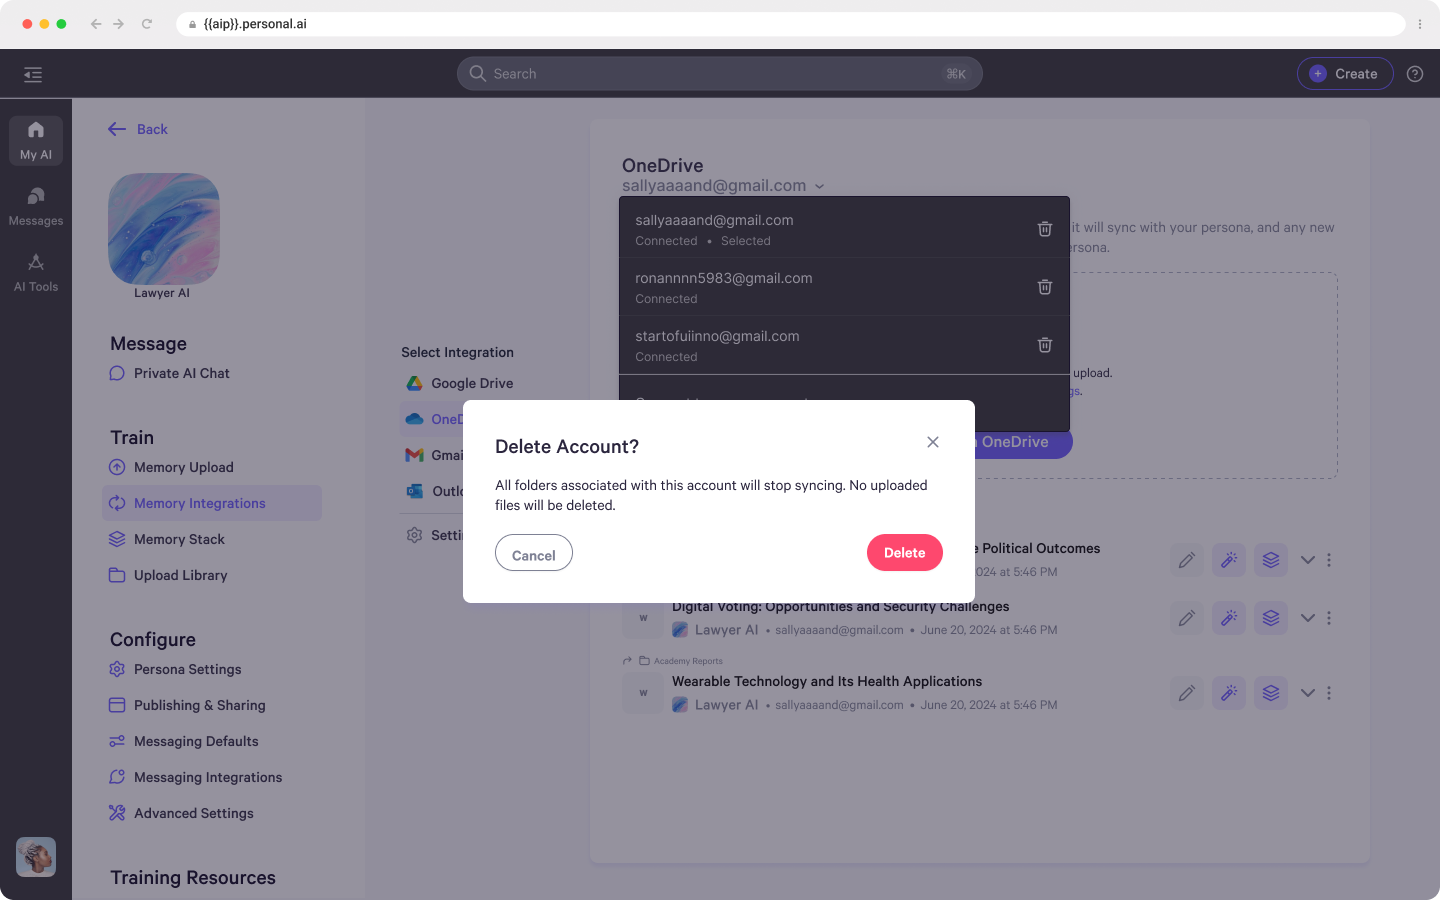 {{aip}}.personal.ai
Search
⌘K
Create
My AI
Messages
AI Tools
Back
Lawyer AI
Message
Private AI Chat
Train
Memory Upload
Memory Integrations
Memory Stack
Upload Library
Configure
Persona Settings
Publishing & Sharing
Messaging Defaults
Messaging Integrations
Advanced Settings
Training Resources
Select Integration
Google Drive
Settin
OneDrive
sallyaaaand@gmail.com
it will sync with your persona, and any new
sallyaaaand@gmail.com
Connected • Selected
ronannnn5983@gmail.com
Connected
startofuiinno@gmail.com
Connected
upload.
OneDrive
Delete Account?
All folders associated with this account will stop syncing. No uploaded
files will be deleted.
Cancel
Delete
Political Outcomes
2024 at 5:46 PM
W
Digital Voting: Opportunities and Security Challenges
Lawyer AI • sallyaaaand@gmail.com • June 20, 2024 at 5:46 PM
Academy Reports
W
Wearable Technology and Its Health Applications
Lawyer AI • sallyaaaand@gmail.com • June 20, 2024 at 5:46 PM